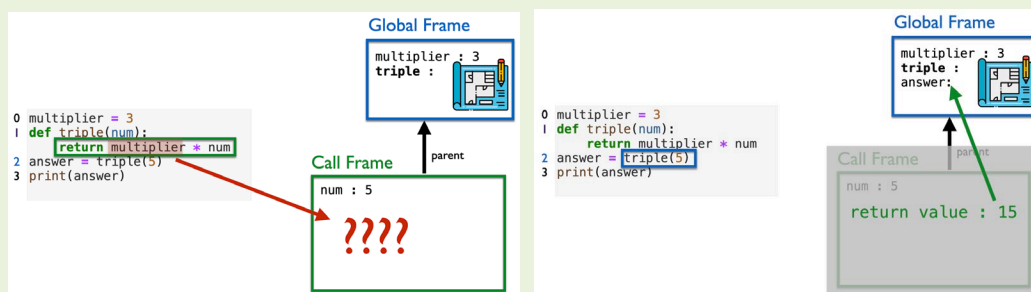 Global Frame
multiplier : 3
triple :
0 multiplier = 3
1 def triple(num):
return multiplier * num
2 answer = triple(5)
3 print(answer)
parent
Call Frame
num : 5
????
Global Frame
multiplier : 3
triple :
answer:
0 multiplier = 3
1 def triple(num):
return multiplier * num
2 answer = triple(5)
3 print(answer)
parent
Call Frame
num : 5
return value : 15